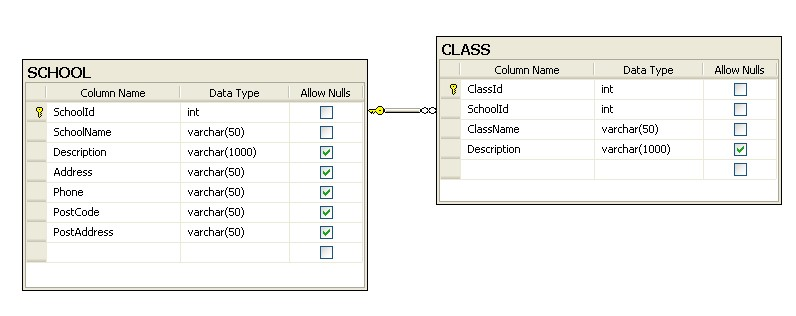 SCHOOL
Column Name Data Type Allow Nulls
SchoolId int
SchoolName varchar(50)
Description varchar(1000)
Address varchar(50)
Phone varchar(50)
PostCode varchar(50)
PostAddress varchar(50)
CLASS
Column Name Data Type Allow Nulls
ClassId int
SchoolId int
ClassName varchar(50)
Description varchar(1000)